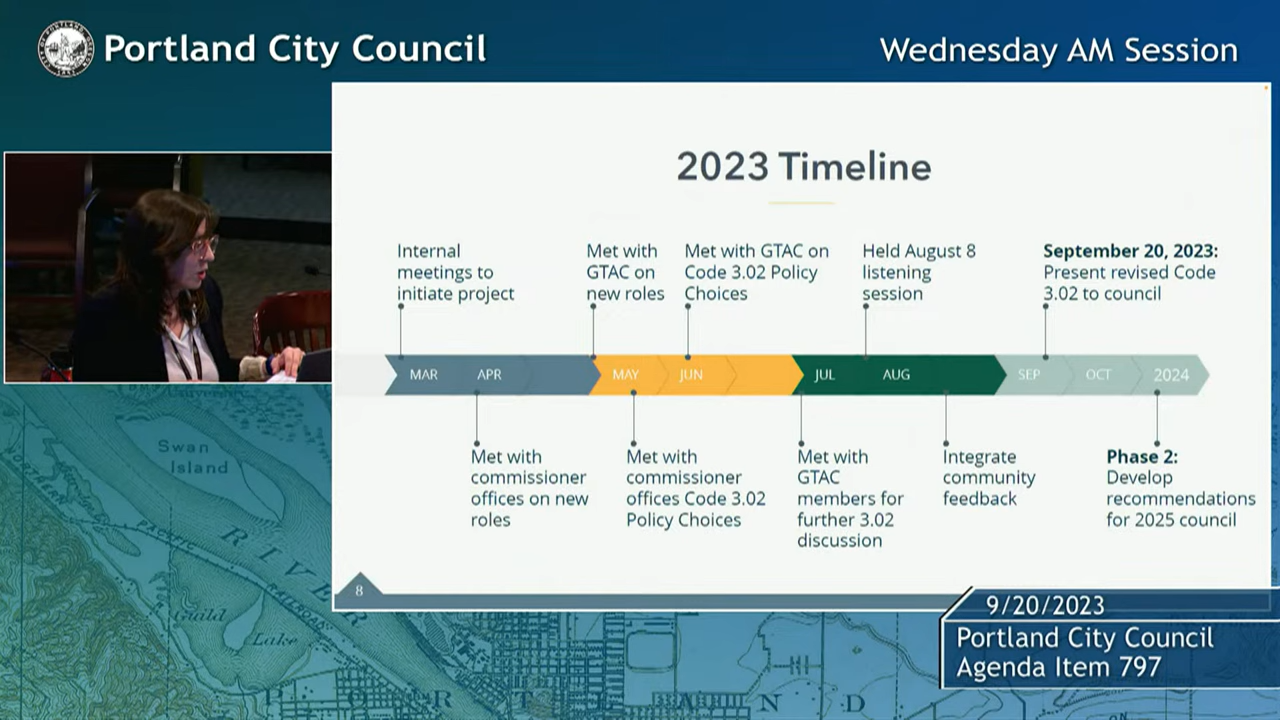 Portland City Council
Wednesday AM Session
2023 Timeline
Internal
meetings to
initiate project
Met with
GTAC on
new roles
Met with GTAC on
Code 3.02 Policy
Choices
Held August 8
listening
session
September 20, 2023:
Present revised Code
3.02 to council
MAR
APR
MAY
JUN
JUL
AUG
SEP
OCT
2024
Met with
commissioner
offices on new
roles
Met with
commissioner
offices Code 3.02
Policy Choices
Met with
GTAC
members for
further 3.02
discussion
Integrate
community
feedback
Phase 2:
Develop
recommendations
for 2025 council
8
Swan
Island
NORTHERN
PACIFIC
RAILROAD
RIVER
Guild
Lake
9/20/2023
Portland City Council
Agenda Item 797